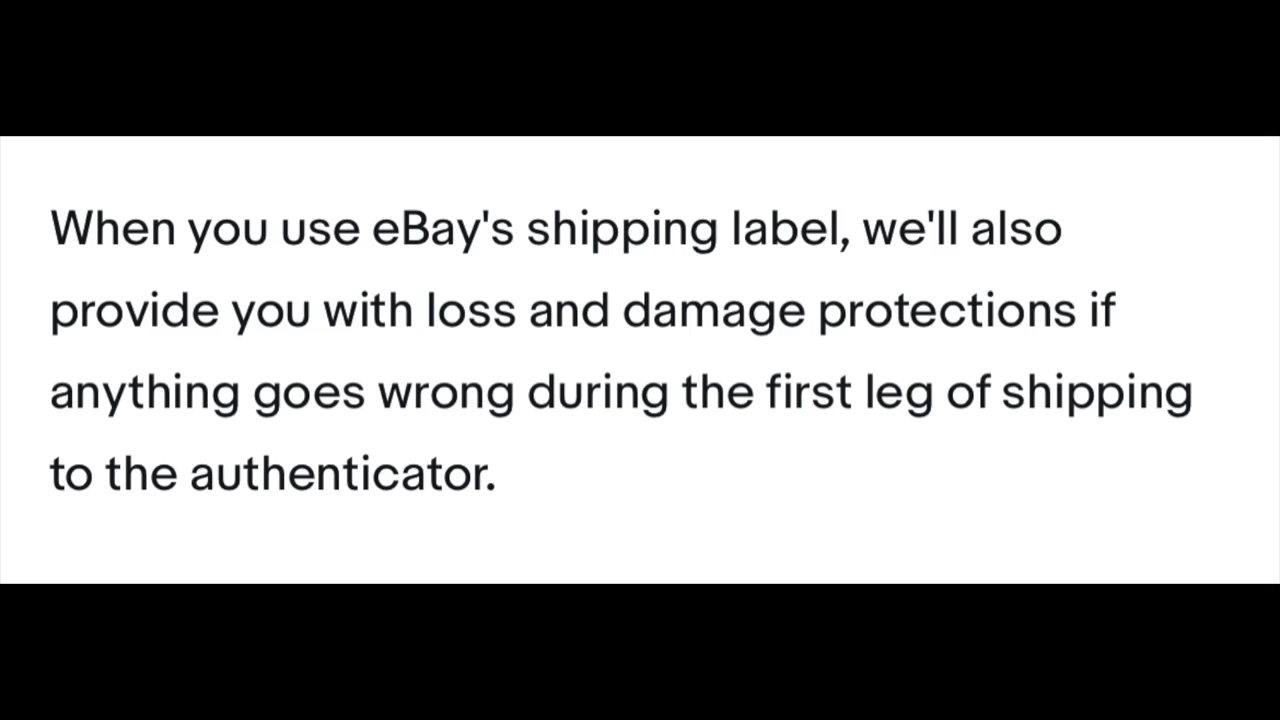 When you use eBay's shipping label, we'll also
provide you with loss and damage protections if
anything goes wrong during the first leg of shipping
to the authenticator.